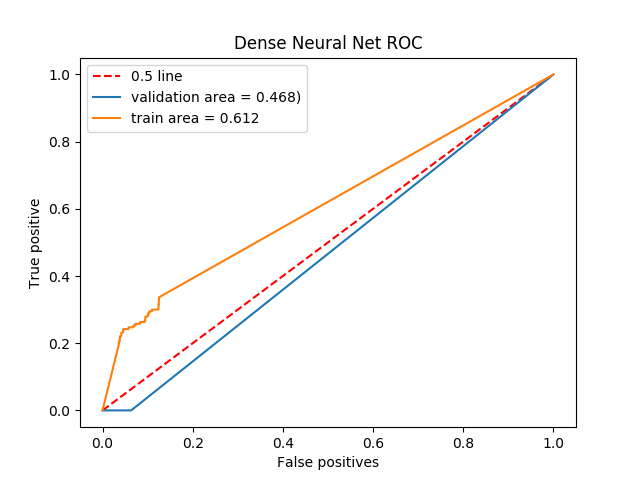 Dense Neural Net ROC
0.5 line
validation area = 0.468)
train area = 0.612
True positive
1.0
0.8
0.6
0.4
0.2
0.0
0.0 0.2 0.4 0.6 0.8 1.0
False positives